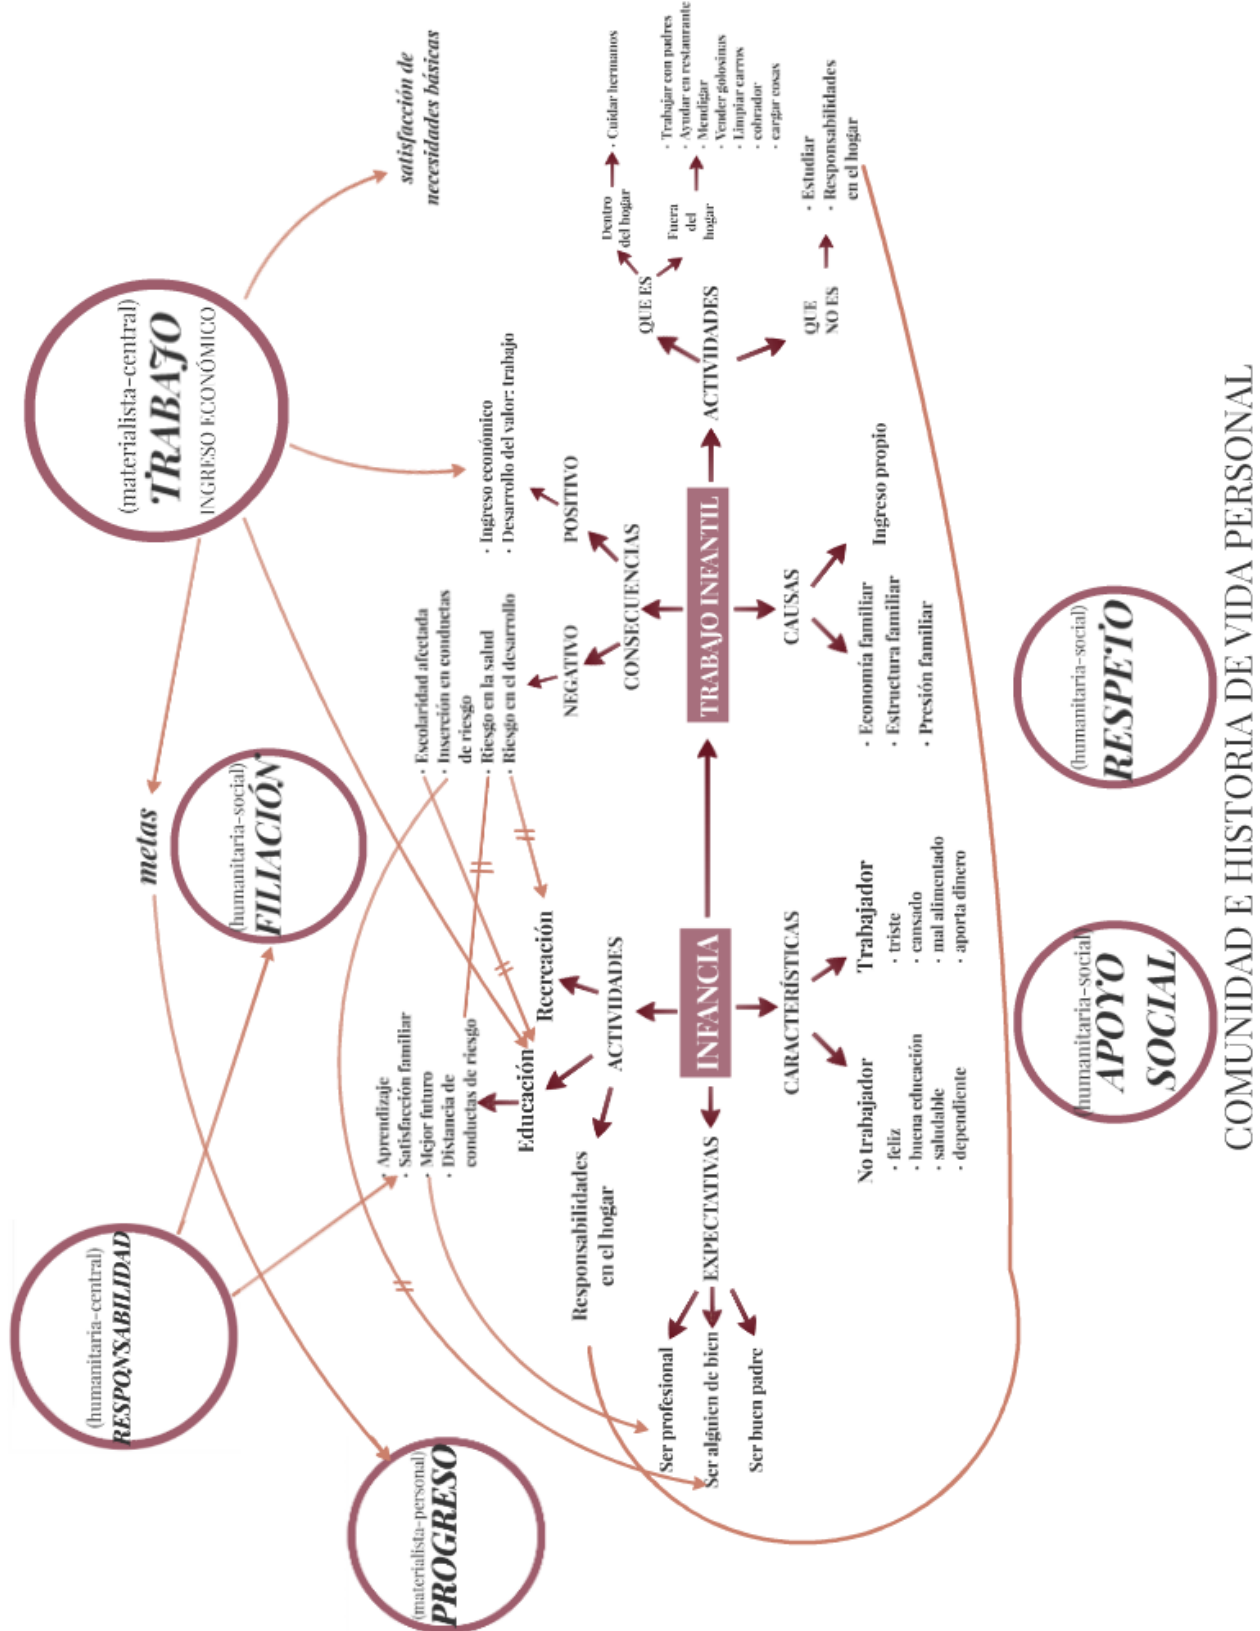 (humanitaria-central)
RESPONSABILIDAD
(materialista-personal)
PROGRESO
metas
(humanitaria-social)
FILIACIÓN
(materialista-central)
TRABAJO
INGRESO ECONÓMICO
satisfacción de
necesidades básicas
· Aprendizaje
· Satisfacción familiar
· Mejor futuro
· Distancia de
conductas de riesgo
Educación
Recreación
Responsabilidades
en el hogar
ACTIVIDADES
INFANCIA
EXPECTATIVAS
Ser profesional
Ser alguien de bien
Ser buen padre
CARACTERÍSTICAS
No trabajador
· feliz
· buena educación
· saludable
· dependiente
Trabajador
· triste
· cansado
· mal alimentado
· aporta dinero
TRABAJO INFANTIL
CONSECUENCIAS
NEGATIVO
· Escolaridad afectada
· Inserción en conductas
de riesgo
· Riesgo en la salud
· Riesgo en el desarrollo
POSITIVO
· Ingreso económico
· Desarrollo del valor: trabajo
CAUSAS
· Economía familiar
· Estructura familiar
· Presión familiar
Ingreso propio
ACTIVIDADES
QUE ES
Dentro
del hogar
· Cuidar hermanos
Fuera
del
hogar
· Trabajar con padres
· Ayudar en restaurante
· Mendigar
· Vender golosinas
· Limpiar carros
· cobrador
· cargar cosas
QUE
NO ES
· Estudiar
· Responsabilidades
en el hogar
(humanitaria-social)
APOYO
SOCIAL
(humanitaria-social)
RESPETO
COMUNIDAD E HISTORIA DE VIDA PERSONAL